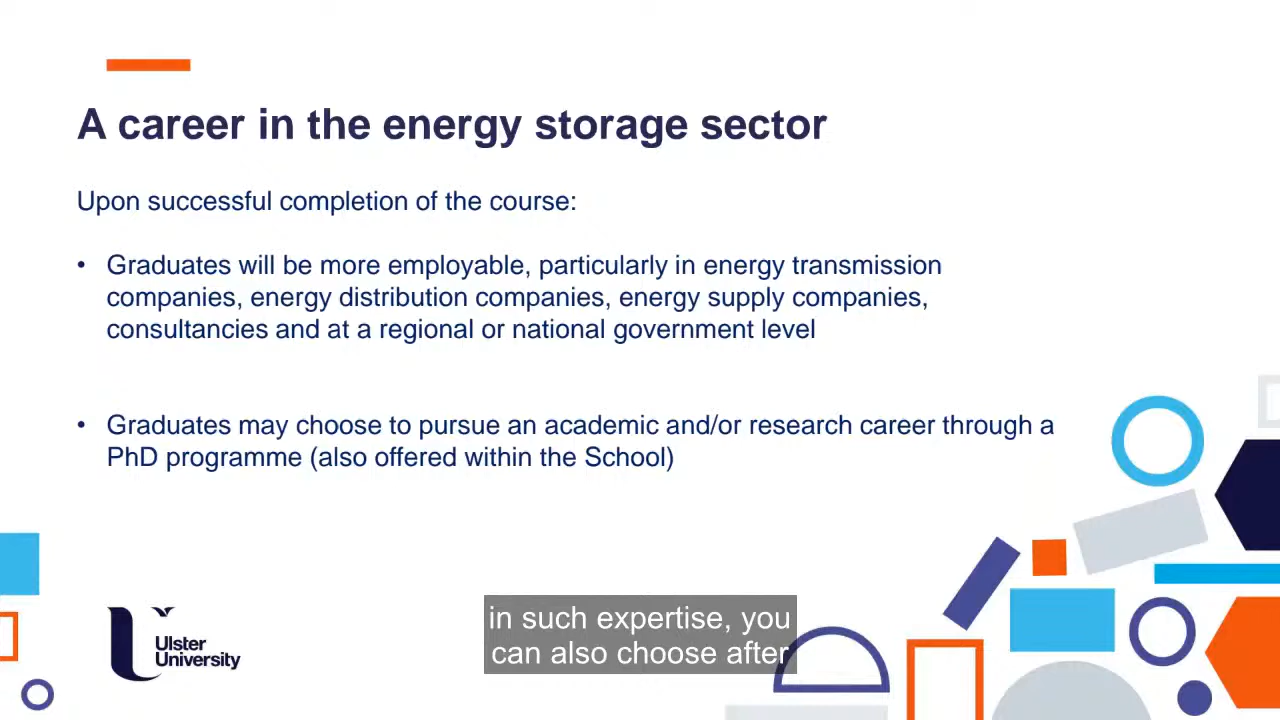 A career in the energy storage sector
Upon successful completion of the course:
• Graduates will be more employable, particularly in energy transmission
companies, energy distribution companies, energy supply companies,
consultancies and at a regional or national government level
• Graduates may choose to pursue an academic and/or research career through a
PhD programme (also offered within the School)
Ulster
University
in such expertise, you
can also choose after